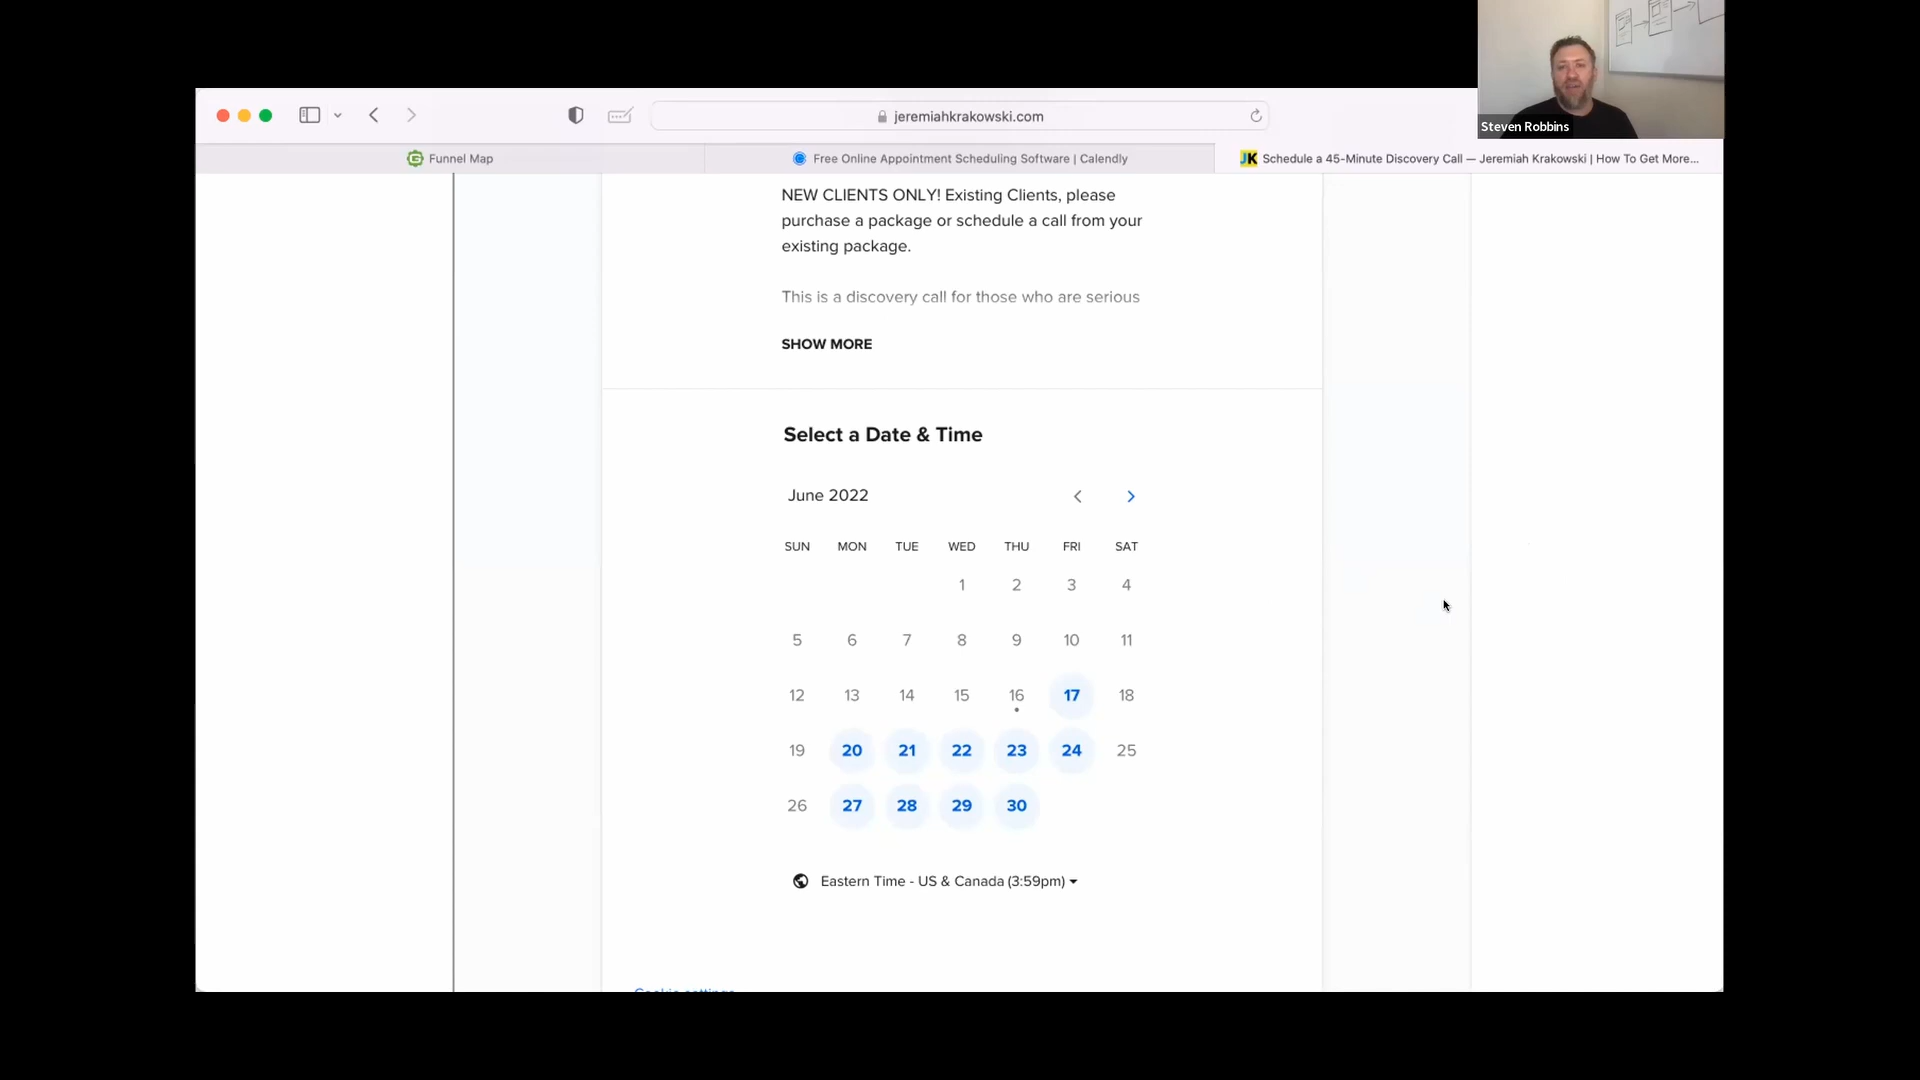 Steven Robbins
jeremiahkrakowski.com
Funnel Map
Free Online Appointment Scheduling Software | Calendly
JK Schedule a 45-Minute Discovery Call — Jeremiah Krakowski | How To Get More...
NEW CLIENTS ONLY! Existing Clients, please
purchase a package or schedule a call from your
existing package.
This is a discovery call for those who are serious
SHOW MORE
Select a Date & Time
June 2022
SUN MON TUE WED THU FRI SAT
1 2 3 4
5 6 7 8 9 10 11
12 13 14 15 16 17 18
19 20 21 22 23 24 25
26 27 28 29 30
Eastern Time - US & Canada (3:59pm)
Cookie settings